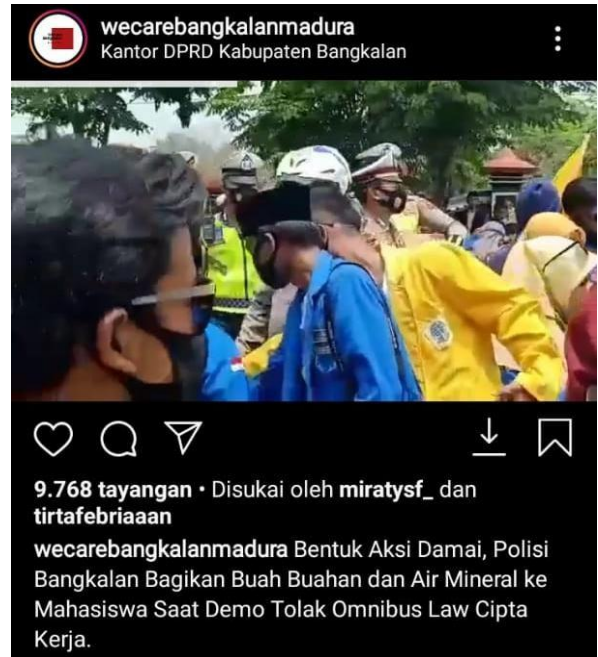 wecarebangkalanmadura
Kantor DPRD Kabupaten Bangkalan
9.768 tayangan • Disukai oleh miratysf_ dan
tirtafebriaaan
wecarebangkalanmadura Bentuk Aksi Damai, Polisi
Bangkalan Bagikan Buah Buahan dan Air Mineral ke
Mahasiswa Saat Demo Tolak Omnibus Law Cipta
Kerja.